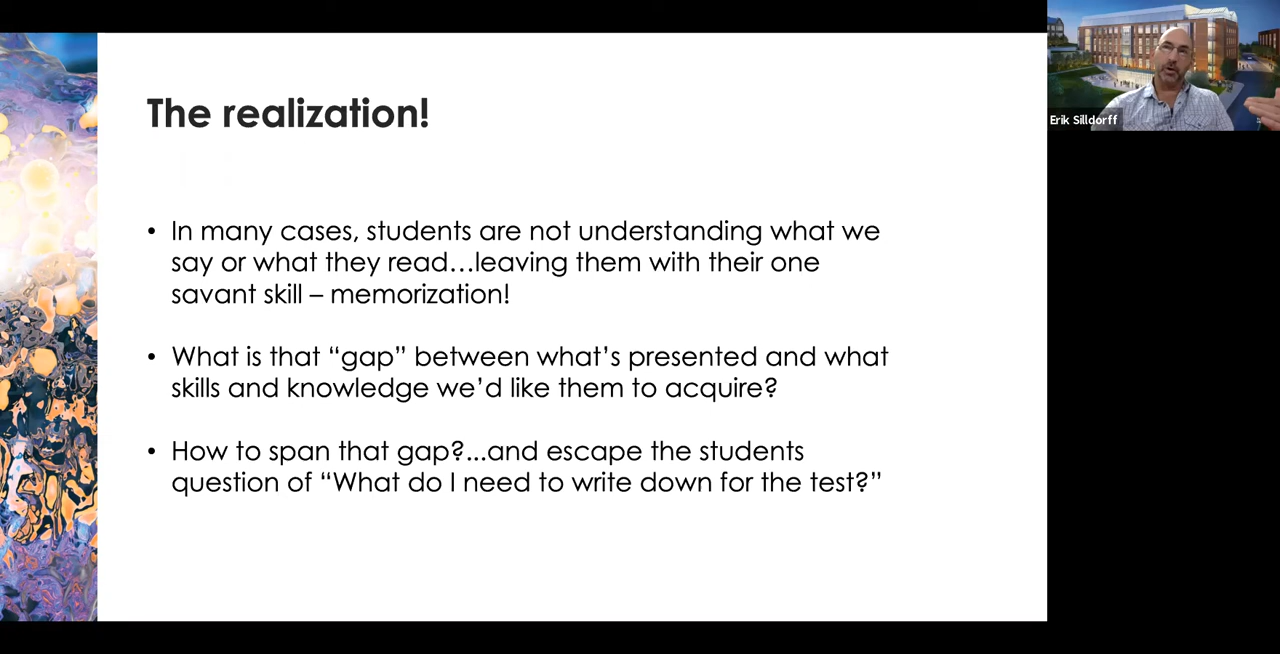 The realization!
• In many cases, students are not understanding what we
say or what they read…leaving them with their one
savant skill – memorization!
• What is that “gap” between what’s presented and what
skills and knowledge we’d like them to acquire?
• How to span that gap?...and escape the students
question of “What do I need to write down for the test?”
Erik Silldorff